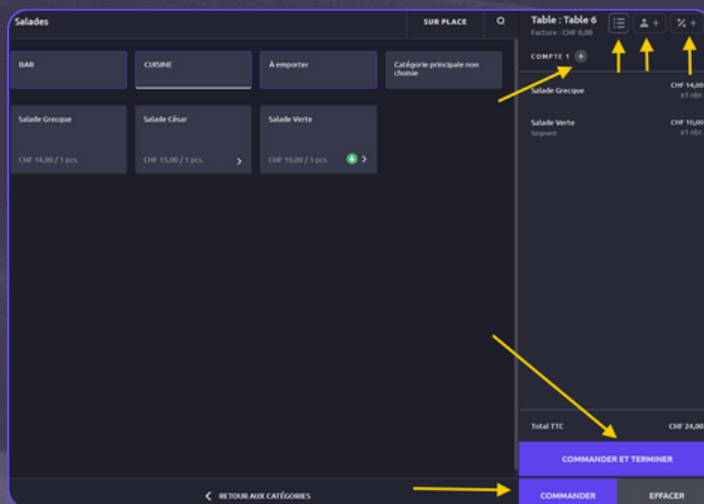 Salades
SUR PLACE
Table : Table 6
Facture : CHF 0,00
COMPTE 1
BAR
CUISINE
À emporter
Catégorie principale non
choisie
Salade Grecque
CHF 14,00 / 1 pcs.
Salade César
CHF 15,00 / 1 pcs.
Salade Verte
CHF 10,00 / 1 pcs.
Salade Grecque
CHF 14,00
x1 nbr.
Salade Verte
CHF 10,00
Seignent
x1 nbr.
Total TTC
CHF 24,00
COMMANDER ET TERMINER
RETOUR AUX CATÉGORIES
COMMANDER
EFFACER